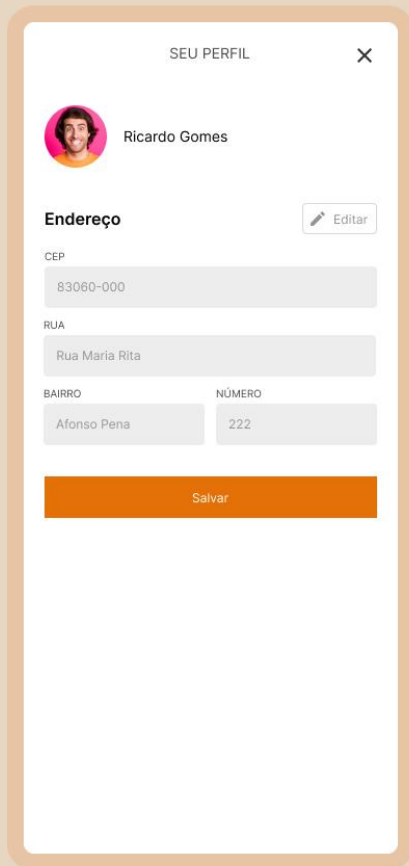 SEU PERFIL
Ricardo Gomes
Endereço
Editar
CEP
83060-000
RUA
Rua Maria Rita
BAIRRO
NÚMERO
Afonso Pena
222
Salvar